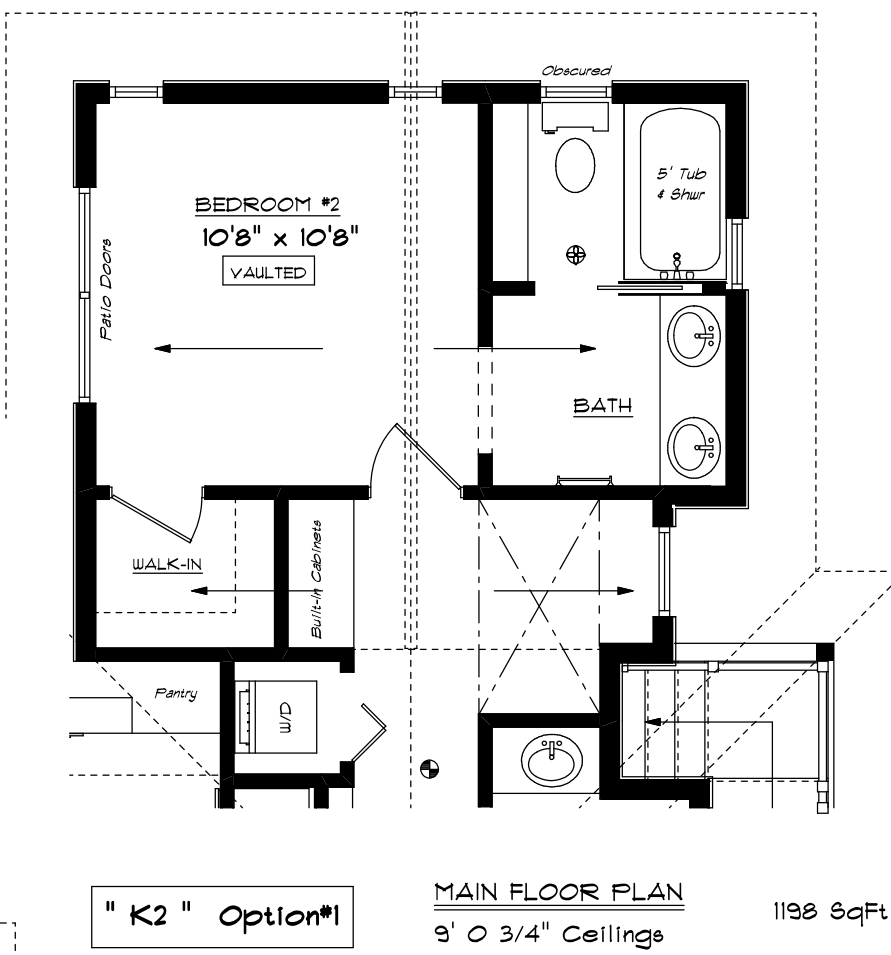 Obscured
5' Tub
& Shwr
BEDROOM #2
10'8" x 10'8"
VAULTED
Patio Doors
BATH
WALK-IN
Built-In Cabinets
Pantry
W/D
" K2 " Option#1
MAIN FLOOR PLAN
9' 0 3/4" Ceilings
1198 SqFt